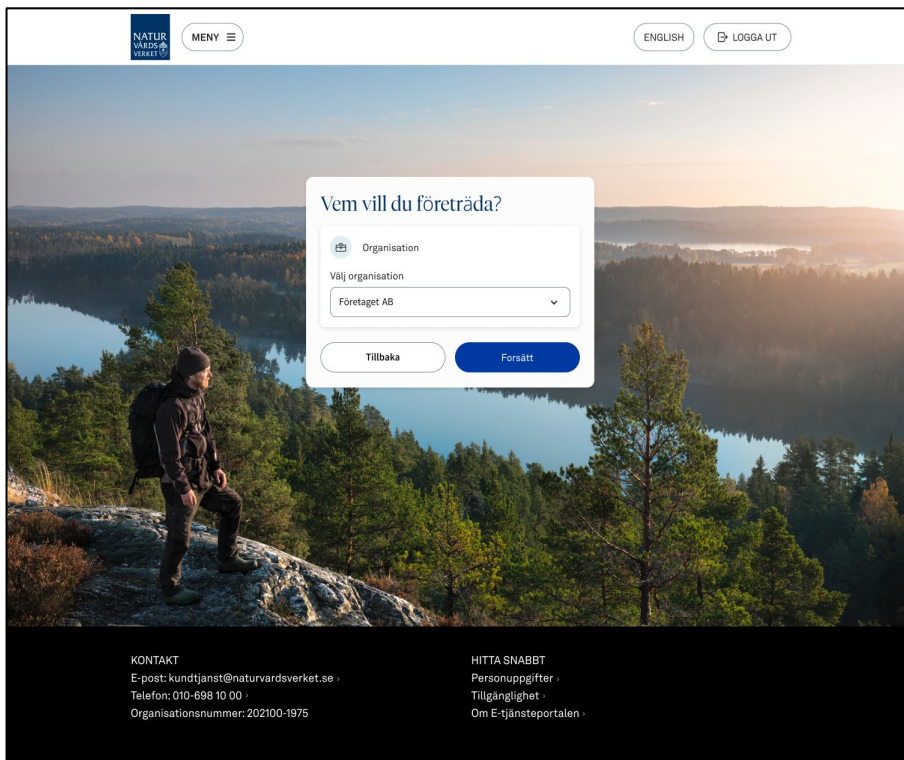 NATUR
VÅRDS
VERKET
MENY
ENGLISH
LOGGA UT
Vem vill du företräda?
Organisation
Välj organisation
Företaget AB
Tillbaka
Forsätt
KONTAKT
E-post: kundtjanst@naturvardsverket.se ›
Telefon: 010-698 10 00 ›
Organisationsnummer: 202100-1975
HITTA SNABBT
Personuppgifter ›
Tillgänglighet ›
Om E-tjänsteportalen ›